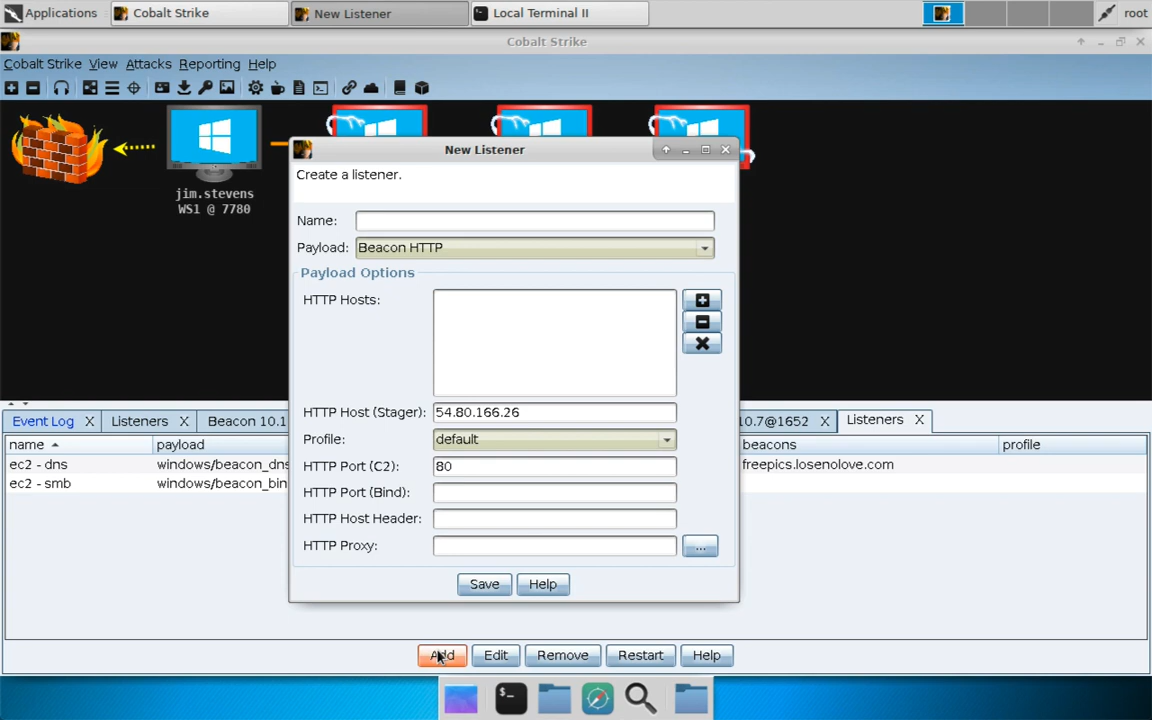 Applications
Cobalt Strike
New Listener
Local Terminal II
root
Cobalt Strike
Cobalt Strike View Attacks Reporting Help
jim.stevens
WS1 @ 7780
New Listener
Create a listener.
Name:
Payload: Beacon HTTP
Payload Options
HTTP Hosts:
HTTP Host (Stager): 54.80.166.26
Profile: default
HTTP Port (C2): 80
HTTP Port (Bind):
HTTP Host Header:
HTTP Proxy: ...
Save Help
Event Log X Listeners X Beacon 10.1 10.7@1652 X Listeners X
name payload beacons profile
ec2 - dns windows/beacon_dns freepics.losenolove.com
ec2 - smb windows/beacon_bin
Add Edit Remove Restart Help